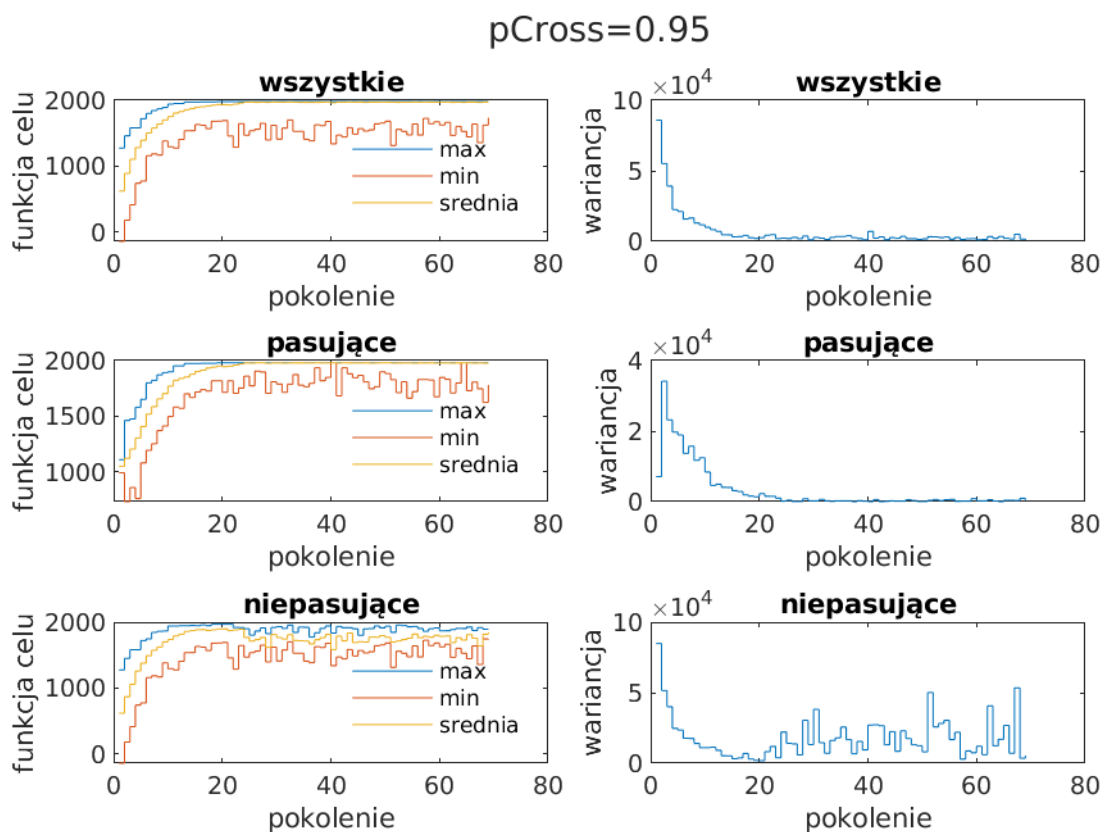 pCross=0.95
wszystkie
funkcja celu
2000
1000
0
max
min
srednia
0 20 40 60 80
pokolenie
wszystkie
×10^4
wariancja
10
5
0
0 20 40 60 80
pokolenie
pasujące
funkcja celu
2000
1500
1000
max
min
srednia
0 20 40 60 80
pokolenie
pasujące
×10^4
wariancja
4
2
0
0 20 40 60 80
pokolenie
niepasujące
funkcja celu
2000
1000
0
max
min
srednia
0 20 40 60 80
pokolenie
niepasujące
×10^4
wariancja
10
5
0
0 20 40 60 80
pokolenie